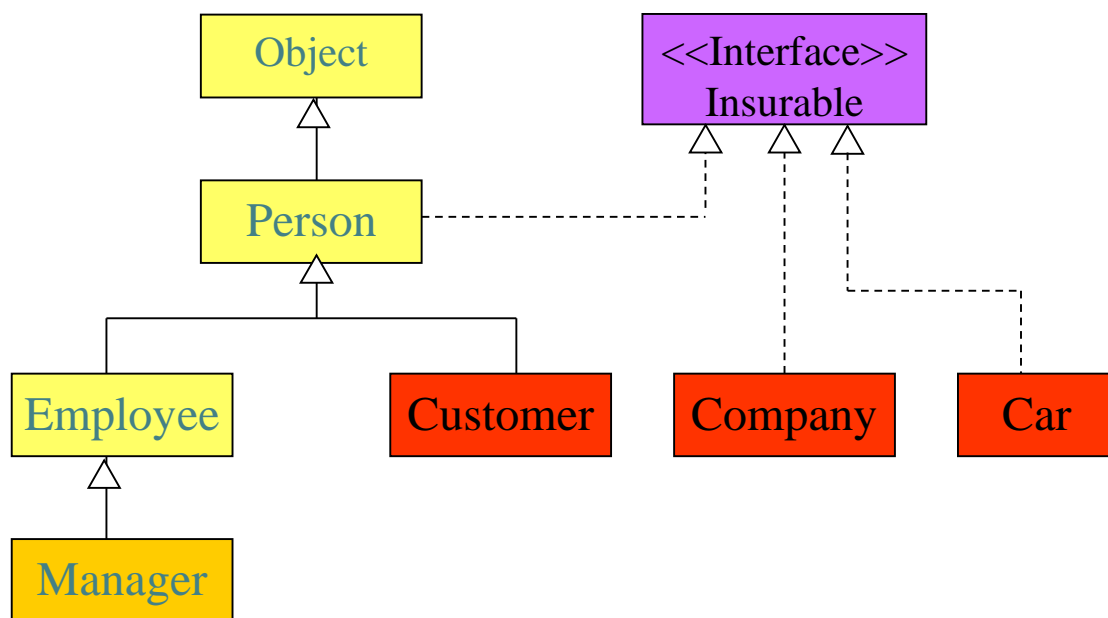 Object
<<Interface>>
Insurable
Person
Employee
Customer
Company
Car
Manager